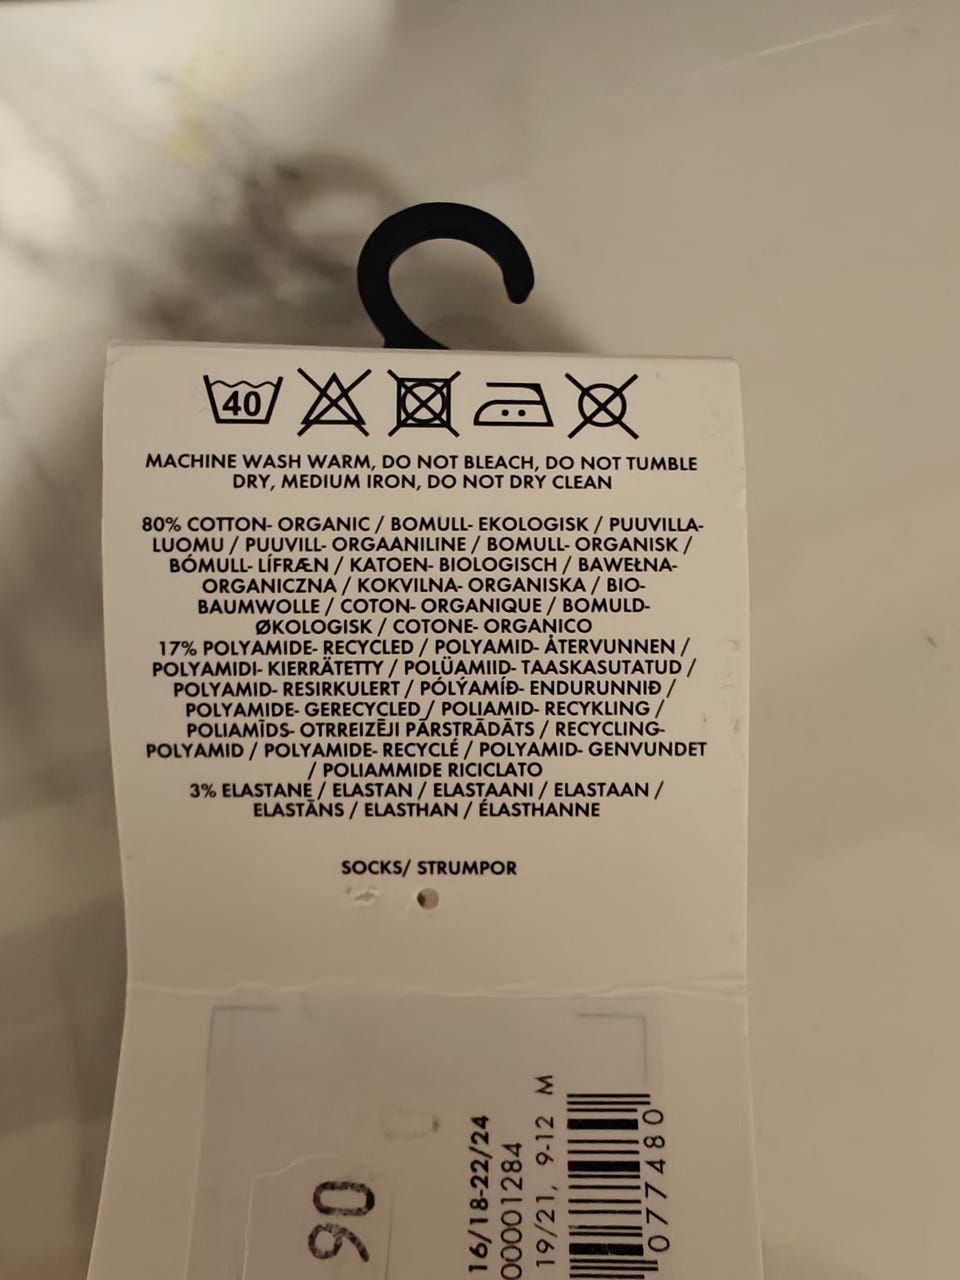 40
MACHINE WASH WARM, DO NOT BLEACH, DO NOT TUMBLE
DRY, MEDIUM IRON, DO NOT DRY CLEAN
80% COTTON- ORGANIC / BOMULL- EKOLOGISK / PUUVILLA-
LUOMU / PUUVILL- ORGAANILINE / BOMULL- ORGANISK /
BÓMULL- LÍFRÆN / KATOEN- BIOLOGISCH / BAWEŁNA-
ORGANICZNA / KOKVILNA- ORGANISKA / BIO-
BAUMWOLLE / COTON- ORGANIQUE / BOMULD-
ØKOLOGISK / COTONE- ORGANICO
17% POLYAMIDE- RECYCLED / POLYAMID- ÅTERVUNNEN /
POLYAMIDI- KIERRÄTETTY / POLÜAMIID- TAASKASUTATUD /
POLYAMID- RESIRKULERT / PÓLÝAMÍÐ- ENDURUNNIÐ /
POLYAMIDE- GERECYCLED / POLIAMID- RECYKLING /
POLIAMĪDS- OTRREIZĒJI PĀRSTRĀDĀTS / RECYCLING-
POLYAMID / POLYAMIDE- RECYCLÉ / POLYAMID- GENVUNDET
/ POLIAMMIDE RICICLATO
3% ELASTANE / ELASTAN / ELASTAANI / ELASTAAN /
ELASTĀNS / ELASTHAN / ÉLASTHANNE
SOCKS/ STRUMPOR
90
16/18-22/24
00001284
19/21, 9-12 M
077480